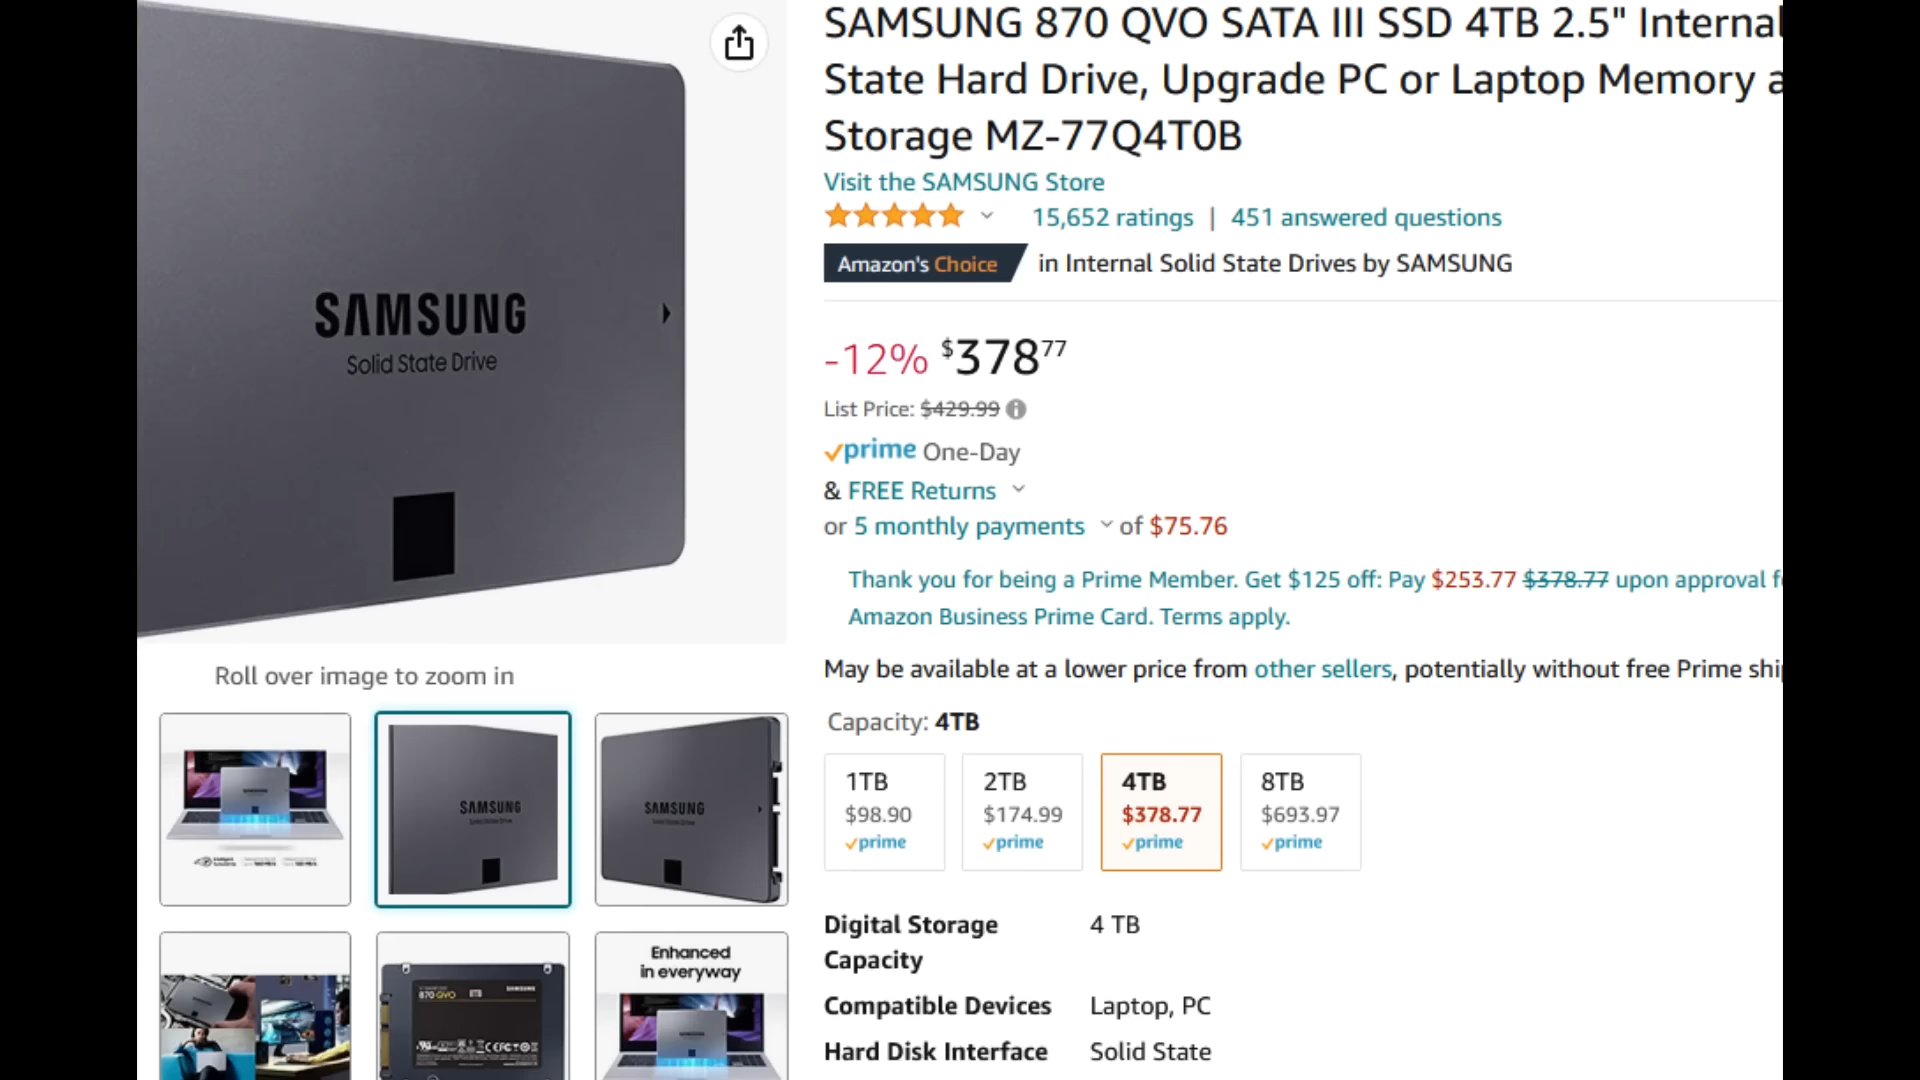 SAMSUNG
Solid State Drive
Roll over image to zoom in
SAMSUNG
SAMSUNG
SAMSUNG
870 QVO
Enhanced
in everyway
SAMSUNG 870 QVO SATA III SSD 4TB 2.5" Internal
State Hard Drive, Upgrade PC or Laptop Memory a
Storage MZ-77Q4T0B
Visit the SAMSUNG Store
15,652 ratings | 451 answered questions
Amazon's Choice in Internal Solid State Drives by SAMSUNG
-12% $378 77
List Price: $429.99
prime One-Day
& FREE Returns
or 5 monthly payments of $75.76
Thank you for being a Prime Member. Get $125 off: Pay $253.77 $378.77 upon approval f
Amazon Business Prime Card. Terms apply.
May be available at a lower price from other sellers, potentially without free Prime shi
Capacity: 4TB
1TB
$98.90
prime
2TB
$174.99
prime
4TB
$378.77
prime
8TB
$693.97
prime
Digital Storage Capacity 4 TB
Compatible Devices Laptop, PC
Hard Disk Interface Solid State